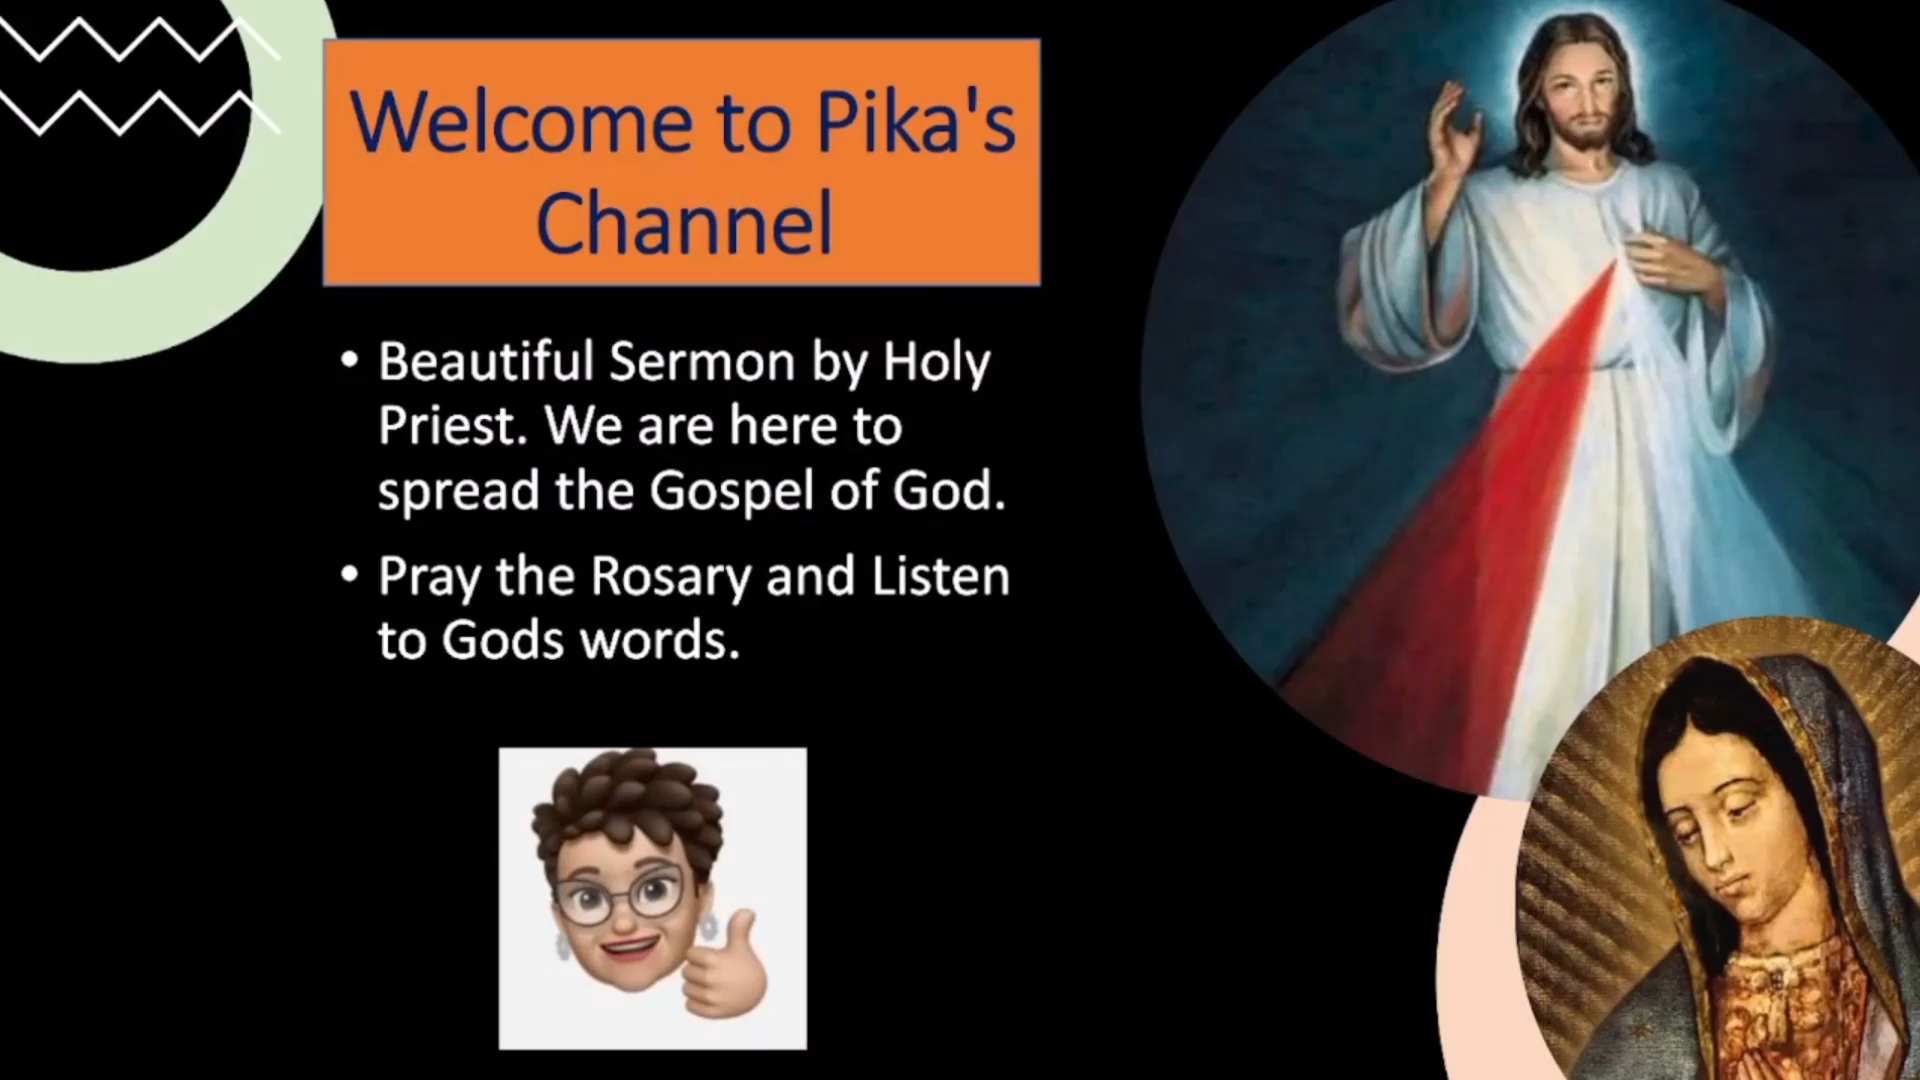 Welcome to Pika's
Channel
• Beautiful Sermon by Holy
Priest. We are here to
spread the Gospel of God.
• Pray the Rosary and Listen
to Gods words.